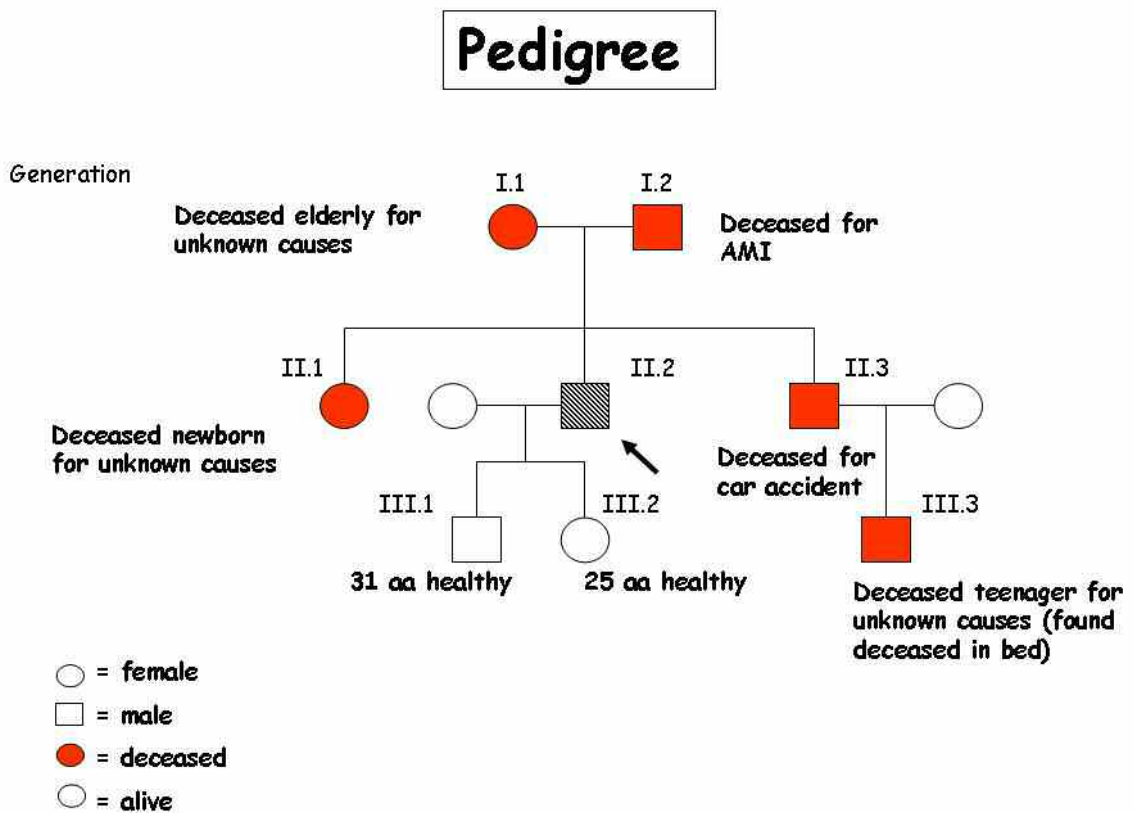 Pedigree
Generation
I.1
I.2
Deceased elderly for
unknown causes
Deceased for
AMI
II.1
II.2
II.3
Deceased newborn
for unknown causes
Deceased for
car accident
III.1
III.2
III.3
31 aa healthy
25 aa healthy
Deceased teenager for
unknown causes (found
deceased in bed)
= female
= male
= deceased
= alive